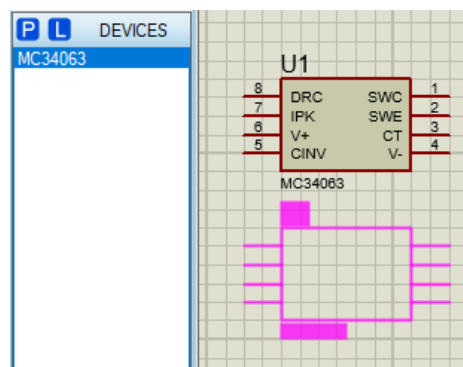 P L DEVICES
MC34063
U1
8 DRC SWC 1
7 IPK SWE 2
6 V+ CT 3
5 CINV V- 4
MC34063